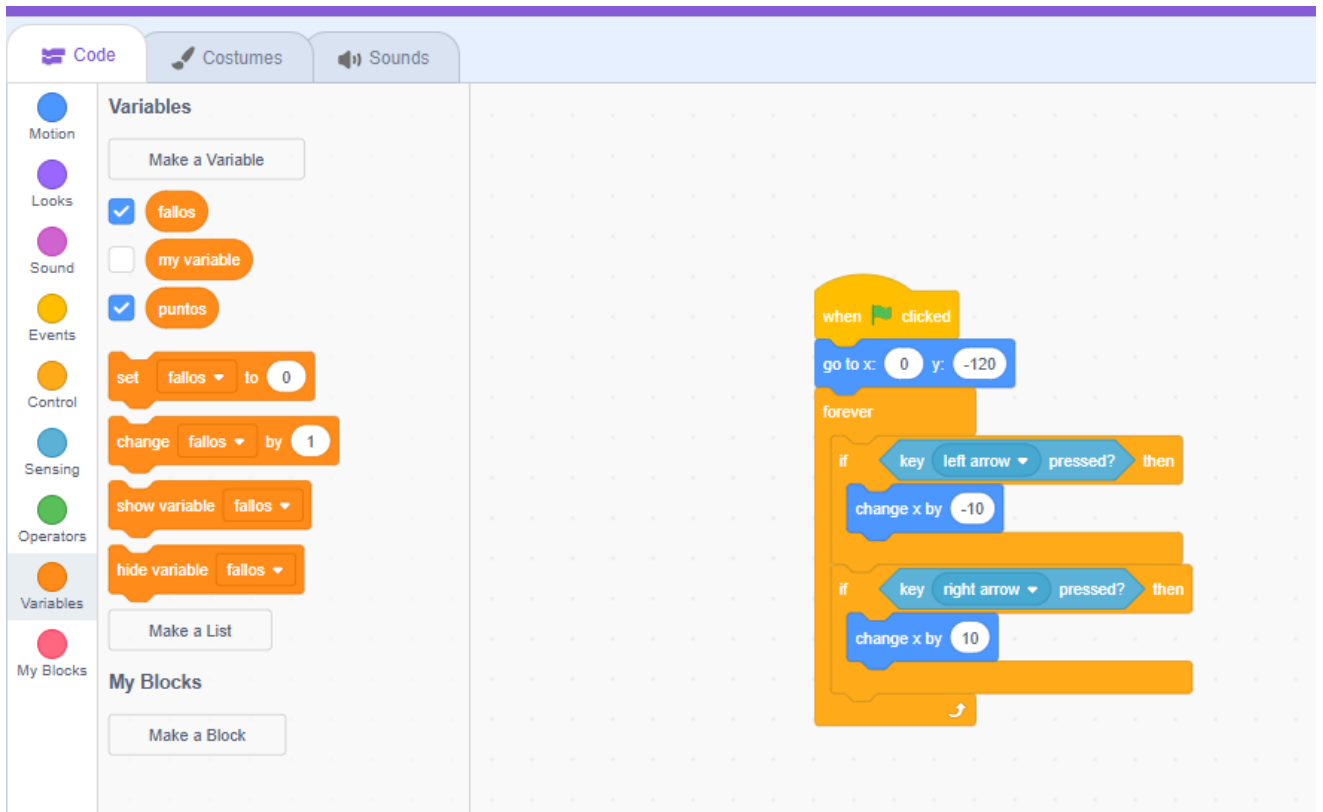 Code
Costumes
Sounds
Motion
Looks
Sound
Events
Control
Sensing
Operators
Variables
My Blocks
Variables
Make a Variable
fallos
my variable
puntos
set fallos to 0
change fallos by 1
show variable fallos
hide variable fallos
Make a List
My Blocks
Make a Block
when clicked
go to x: 0 y: -120
forever
if key left arrow pressed? then
change x by -10
if key right arrow pressed? then
change x by 10